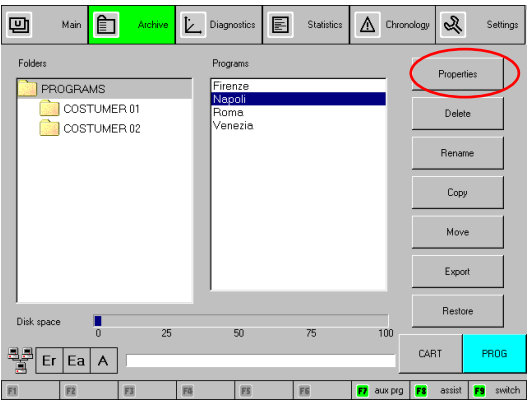 Main Archive Diagnostics Statistics Chronology Settings
Folders Programs
PROGRAMS
COSTUMER 01
COSTUMER 02
Firenze
Napoli
Roma
Venezia
Properties
Delete
Rename
Copy
Move
Export
Restore
Disk space
0 25 50 75 100
Er Ea A
CART PROG
F1 F2 F3 F4 F5 F6 F7 aux prg F8 assist F9 switch